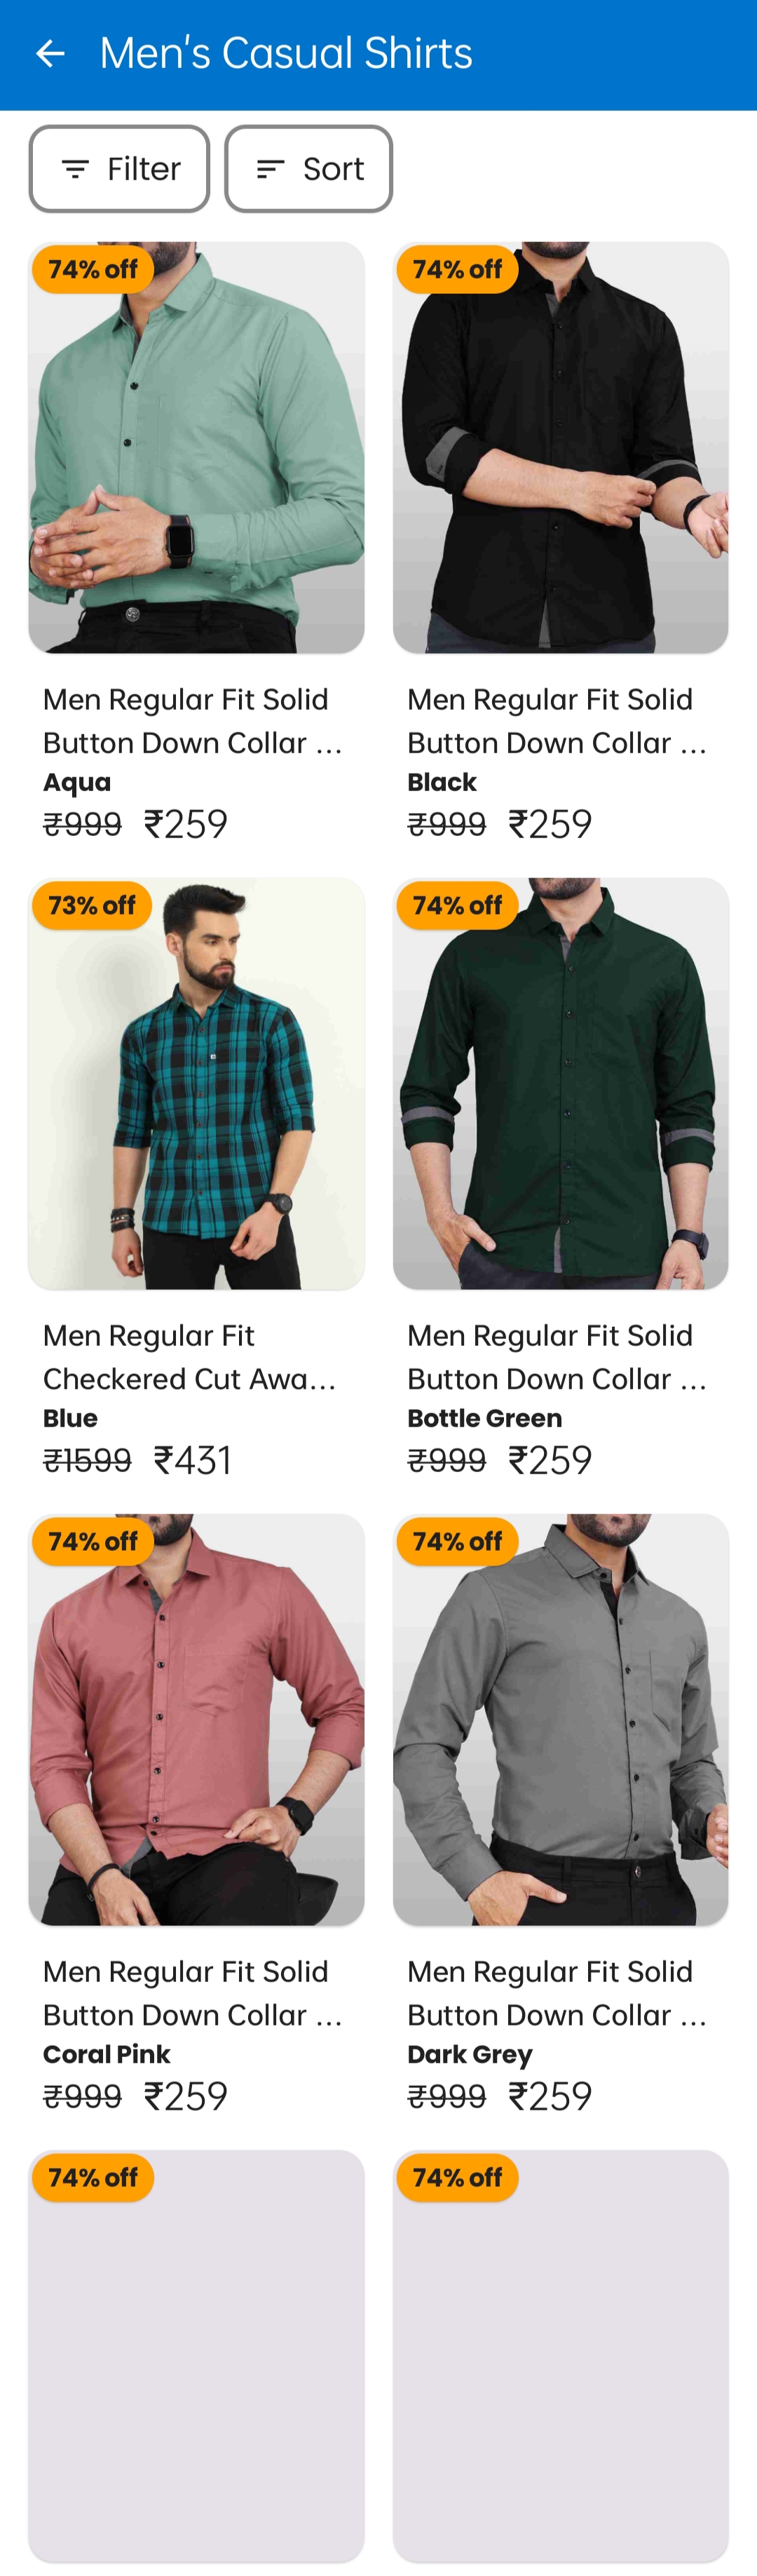 Men's Casual Shirts
Filter
Sort
74% off
74% off
Men Regular Fit Solid
Button Down Collar ...
Aqua
₹999 ₹259
Men Regular Fit Solid
Button Down Collar ...
Black
₹999 ₹259
73% off
74% off
Men Regular Fit
Checkered Cut Awa...
Blue
₹1599 ₹431
Men Regular Fit Solid
Button Down Collar ...
Bottle Green
₹999 ₹259
74% off
74% off
Men Regular Fit Solid
Button Down Collar ...
Coral Pink
₹999 ₹259
Men Regular Fit Solid
Button Down Collar ...
Dark Grey
₹999 ₹259
74% off
74% off